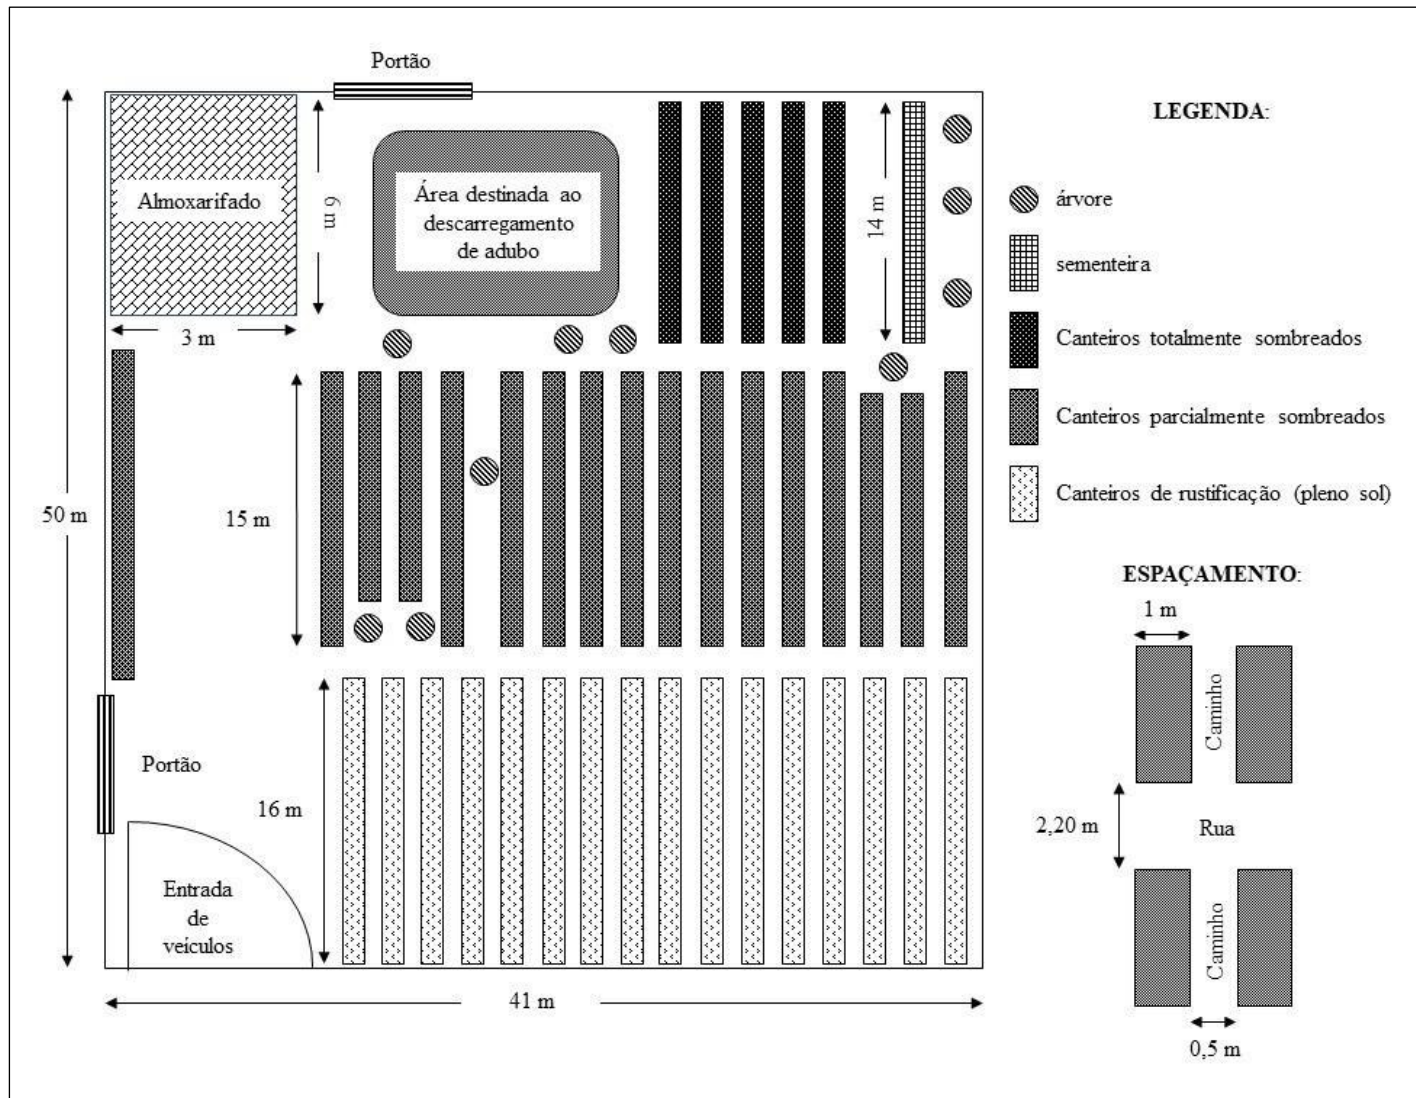 Portão
Almoxarifado
6 m
3 m
Área destinada ao
descarregamento
de adubo
14 m
50 m
15 m
Portão
16 m
Entrada
de
veículos
41 m
LEGENDA:
árvore
sementeira
Canteiros totalmente sombreados
Canteiros parcialmente sombreados
Canteiros de rustificação (pleno sol)
ESPAÇAMENTO:
1 m
Caminho
2,20 m
Rua
Caminho
0,5 m